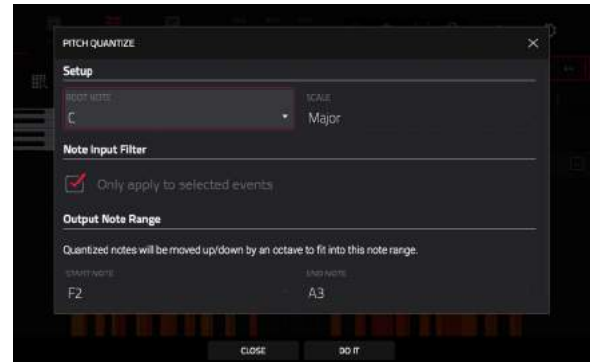 PITCH QUANTIZE
Setup
ROOT NOTE
SCALE
C
Major
Note Input Filter
Only apply to selected events
Output Note Range
Quantized notes will be moved up/down by an octave to fit into this note range.
START NOTE
END NOTE
F2
A3
CLOSE
DO IT